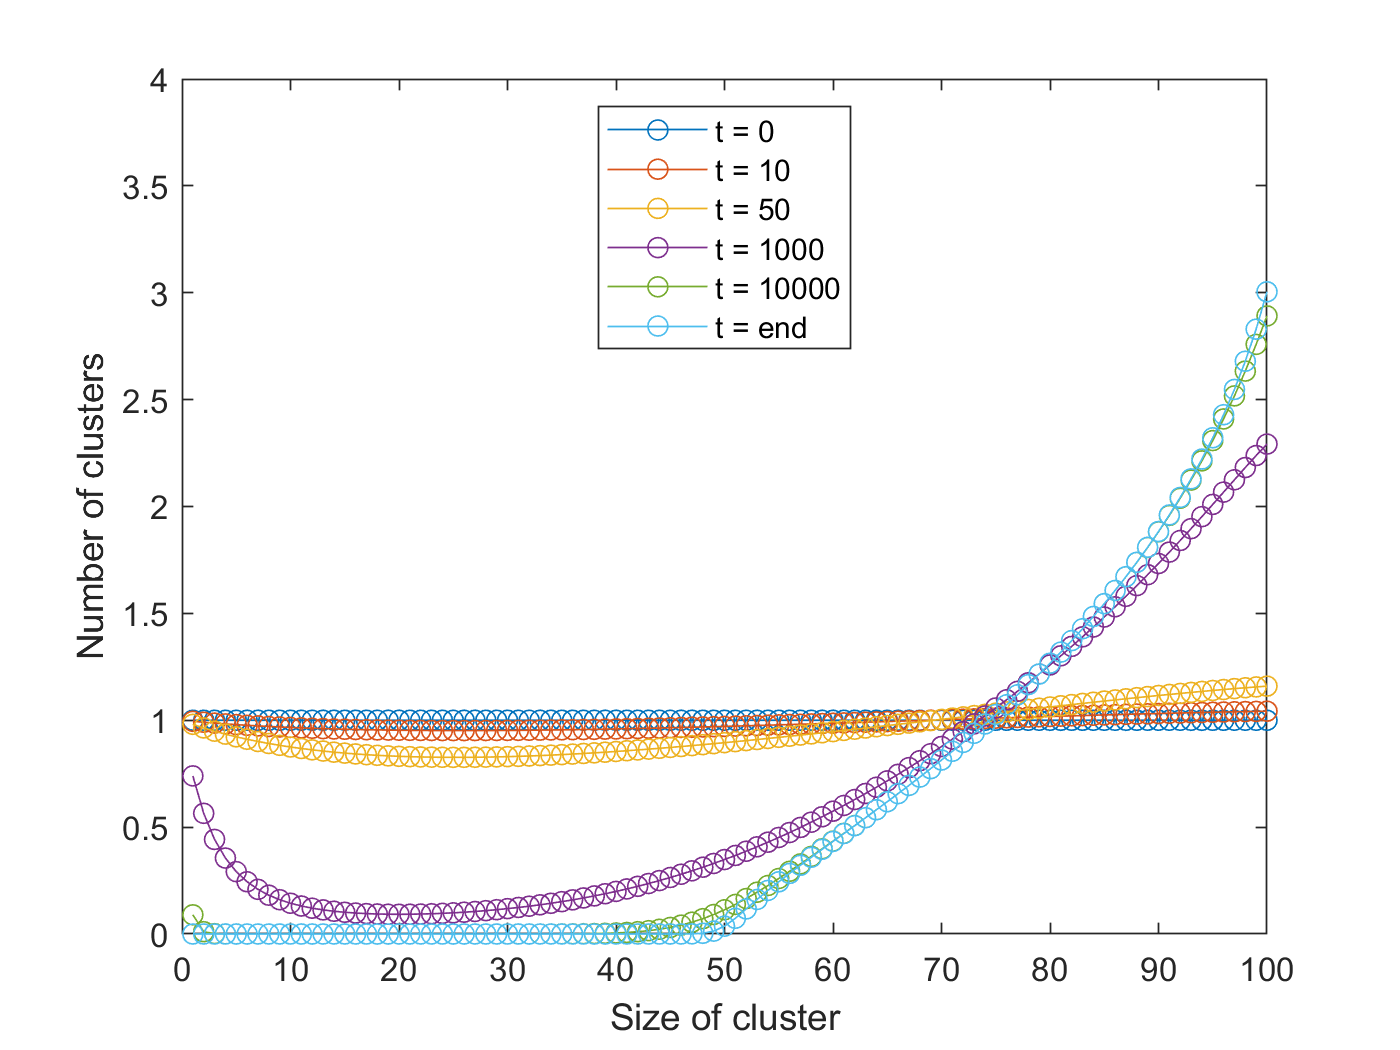 4
3.5
3
2.5
2
1.5
1
0.5
0
Number of clusters
t = 0
t = 10
t = 50
t = 1000
t = 10000
t = end
0 10 20 30 40 50 60 70 80 90 100
Size of cluster